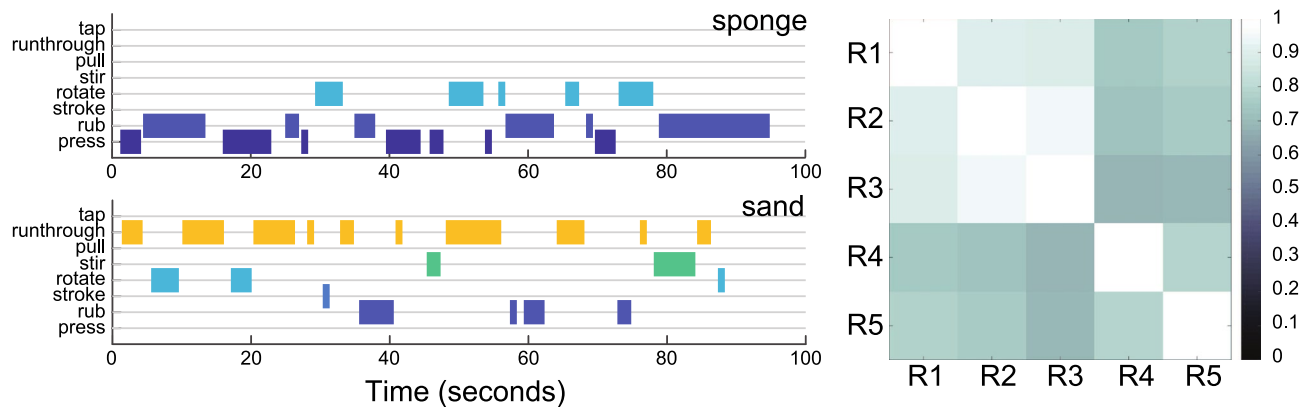 sponge
tap
runthrough
pull
stir
rotate
stroke
rub
press
0 20 40 60 80 100
sand
tap
runthrough
pull
stir
rotate
stroke
rub
press
0 20 40 60 80 100
Time (seconds)
R1
R2
R3
R4
R5
R1 R2 R3 R4 R5
1
0.9
0.8
0.7
0.6
0.5
0.4
0.3
0.2
0.1
0